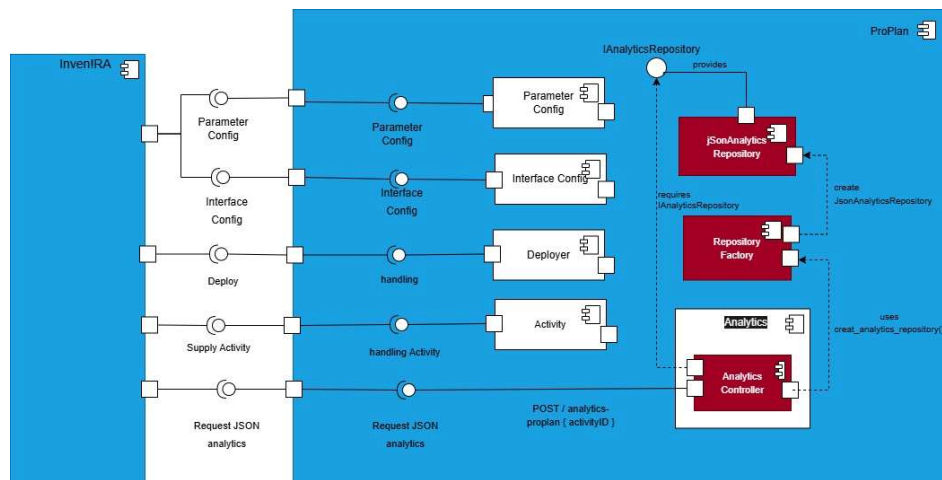 InvenIRA
ProPlan
IAnalyticsRepository
provides
Parameter
Config
Parameter
Config
Parameter
Config
jSonAnalytics
Repository
Interface
Config
Interface
Config
Interface Config
requires
IAnalyticsRepository
create
JsonAnalyticsRepository
Repository
Factory
Deploy
handling
Deployer
Supply Activity
handling Activity
Activity
Analytics
uses
creat_analytics_repository()
Analytics
Controller
Request JSON
analytics
Request JSON
analytics
POST / analytics-
proplan { activityID }